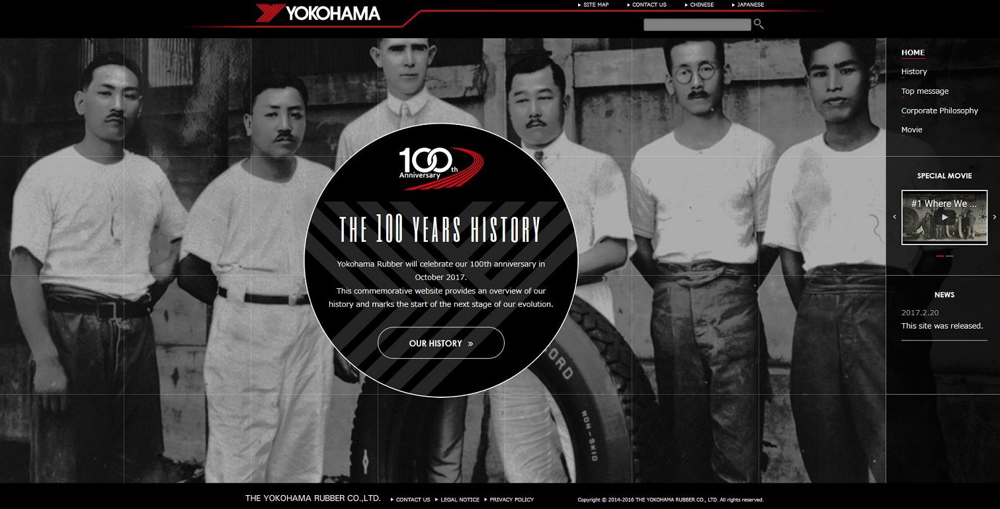 YOKOHAMA
SITE MAP
CONTACT US
CHINESE
JAPANESE
HOME
History
Top message
Corporate Philosophy
Movie
SPECIAL MOVIE
#1 Where We ...
NEWS
2017.2.20
This site was released.
100th
Anniversary
THE 100 YEARS HISTORY
Yokohama Rubber will celebrate our 100th anniversary in
October 2017.
This commemorative website provides an overview of our
history and marks the start of the next stage of our evolution.
OUR HISTORY »
ORD
NON-SKID
THE YOKOHAMA RUBBER CO.,LTD.
CONTACT US
LEGAL NOTICE
PRIVACY POLICY
Copyright © 2014-2016 THE YOKOHAMA RUBBER CO., LTD. All rights reserved.